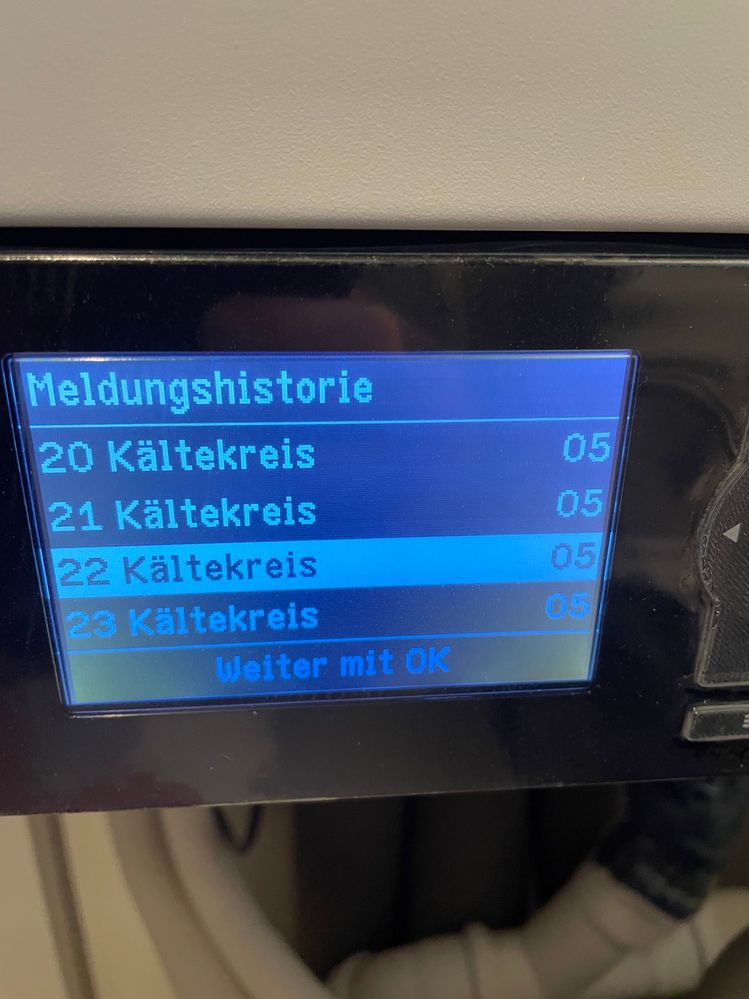 Meldungshistorie
20 Kältekreis 05
21 Kältekreis 05
22 Kältekreis 05
23 Kältekreis 05
Weiter mit OK